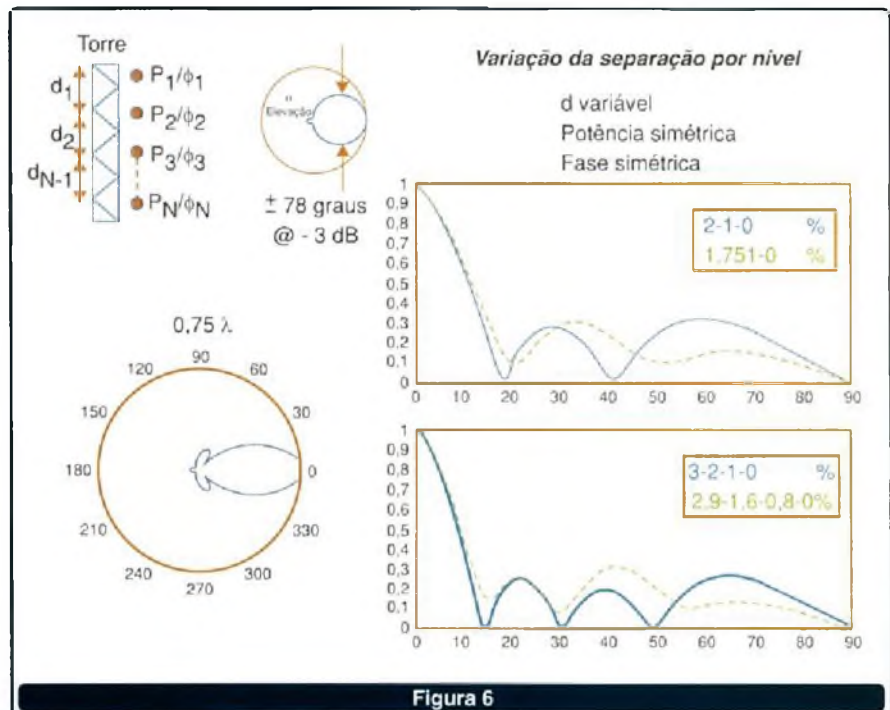 Torre
d1
d2
dN-1
P1/ϕ1
P2/ϕ2
P3/ϕ3
PN/ϕN
Elevação
± 78 graus
@ - 3 dB
Variação da separação por nível
d variável
Potência simétrica
Fase simétrica
1
0,9
0,8
0,7
0,6
0,5
0,4
0,3
0,2
0,1
0
0 10 20 30 40 50 60 70 80 90
2-1-0 %
1,751-0 %
0,75 λ
90
120 60
150 30
180 0
210 330
240 300
270
1
0,9
0,8
0,7
0,6
0,5
0,4
0,3
0,2
0,1
0
0 10 20 30 40 50 60 70 80 90
3-2-1-0 %
2,9-1,6-0,8-0%
Figura 6